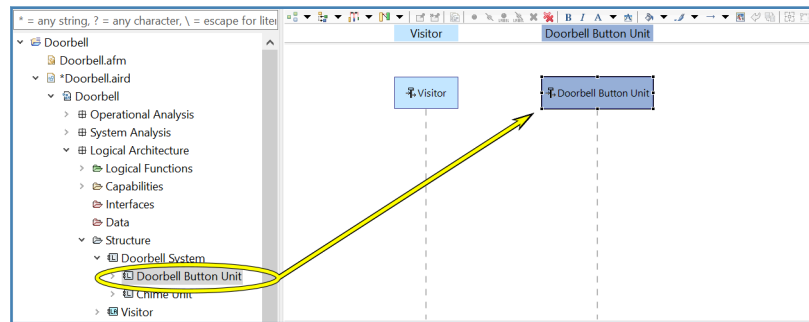 * = any string, ? = any character, \ = escape for liter
B I A
Visitor Doorbell Button Unit
Doorbell
Doorbell.afm
*Doorbell.aird
Doorbell
Operational Analysis
System Analysis
Logical Architecture
Logical Functions
Capabilities
Interfaces
Data
Structure
Doorbell System
Doorbell Button Unit
Chime Unit
Visitor
Visitor Doorbell Button Unit